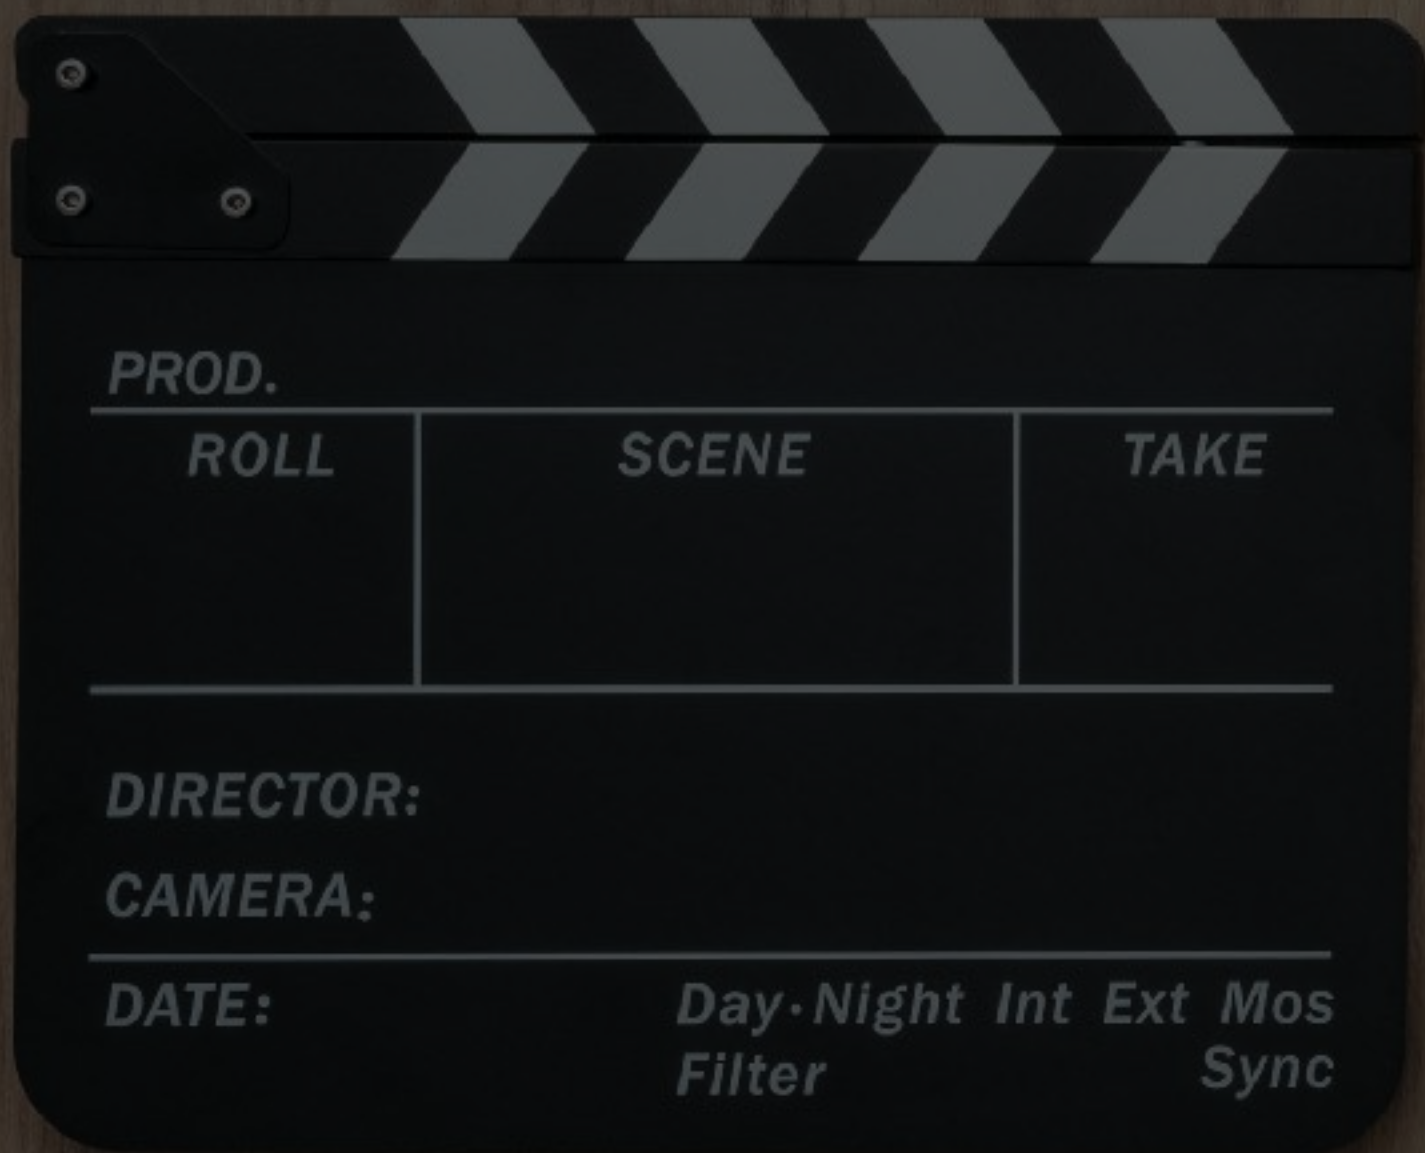 PROD.
ROLL SCENE TAKE
DIRECTOR:
CAMERA:
DATE: Day·Night Int Ext Mos
Filter Sync